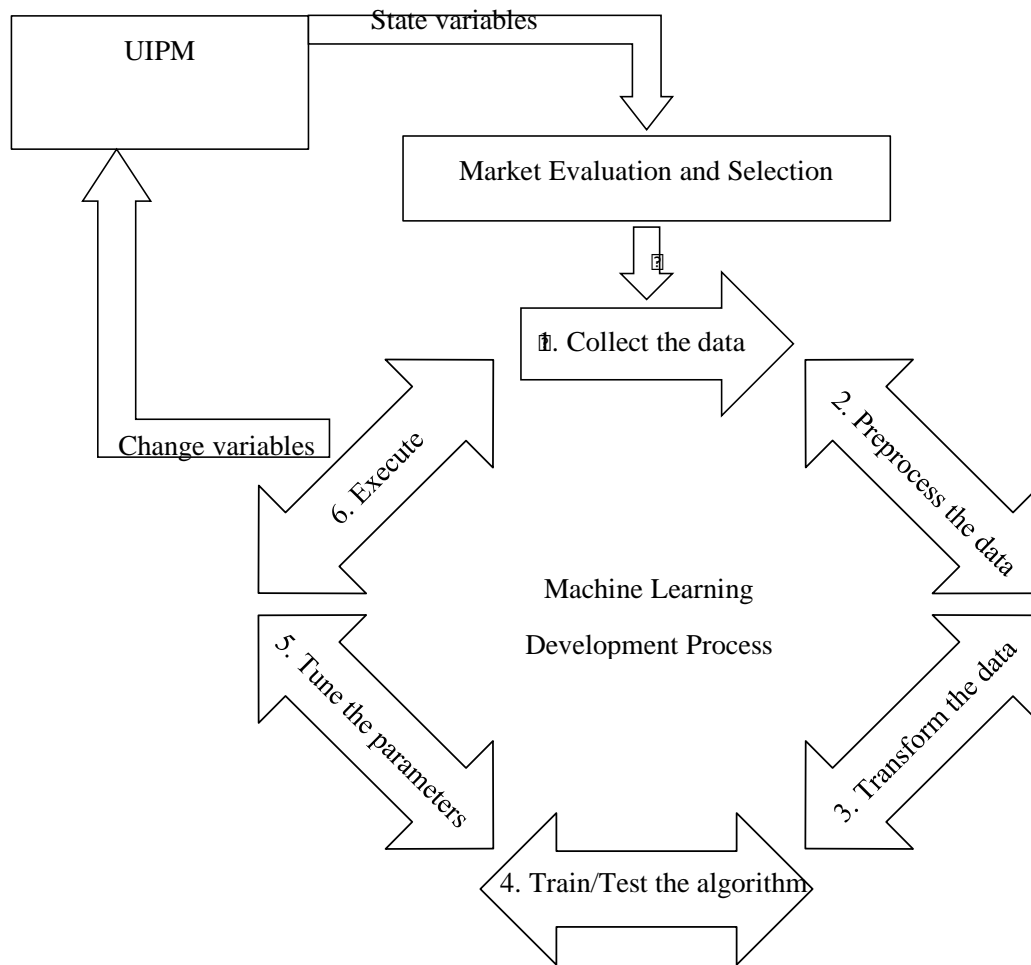 State variables
UIPM
Market Evaluation and Selection
1. Collect the data
2. Preprocess the data
Change variables
6. Execute
Machine Learning
Development Process
5. Tune the parameters
3. Transform the data
4. Train/Test the algorithm